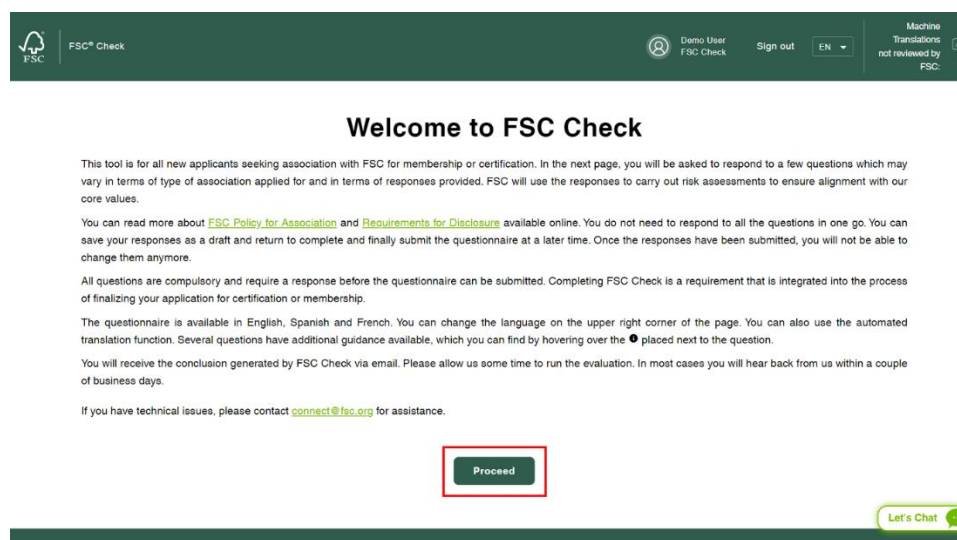 FSC
FSC® Check
Demo User
FSC Check
Sign out
EN
Machine
Translations
not reviewed by
FSC:
Welcome to FSC Check
This tool is for all new applicants seeking association with FSC for membership or certification. In the next page, you will be asked to respond to a few questions which may
vary in terms of type of association applied for and in terms of responses provided. FSC will use the responses to carry out risk assessments to ensure alignment with our
core values.
You can read more about FSC Policy for Association and Requirements for Disclosure available online. You do not need to respond to all the questions in one go. You can
save your responses as a draft and return to complete and finally submit the questionnaire at a later time. Once the responses have been submitted, you will not be able to
change them anymore.
All questions are compulsory and require a response before the questionnaire can be submitted. Completing FSC Check is a requirement that is integrated into the process
of finalizing your application for certification or membership.
The questionnaire is available in English, Spanish and French. You can change the language on the upper right corner of the page. You can also use the automated
translation function. Several questions have additional guidance available, which you can find by hovering over the placed next to the question.
You will receive the conclusion generated by FSC Check via email. Please allow us some time to run the evaluation. In most cases you will hear back from us within a couple
of business days.
If you have technical issues, please contact connect@fsc.org for assistance.
Proceed
Let's Chat